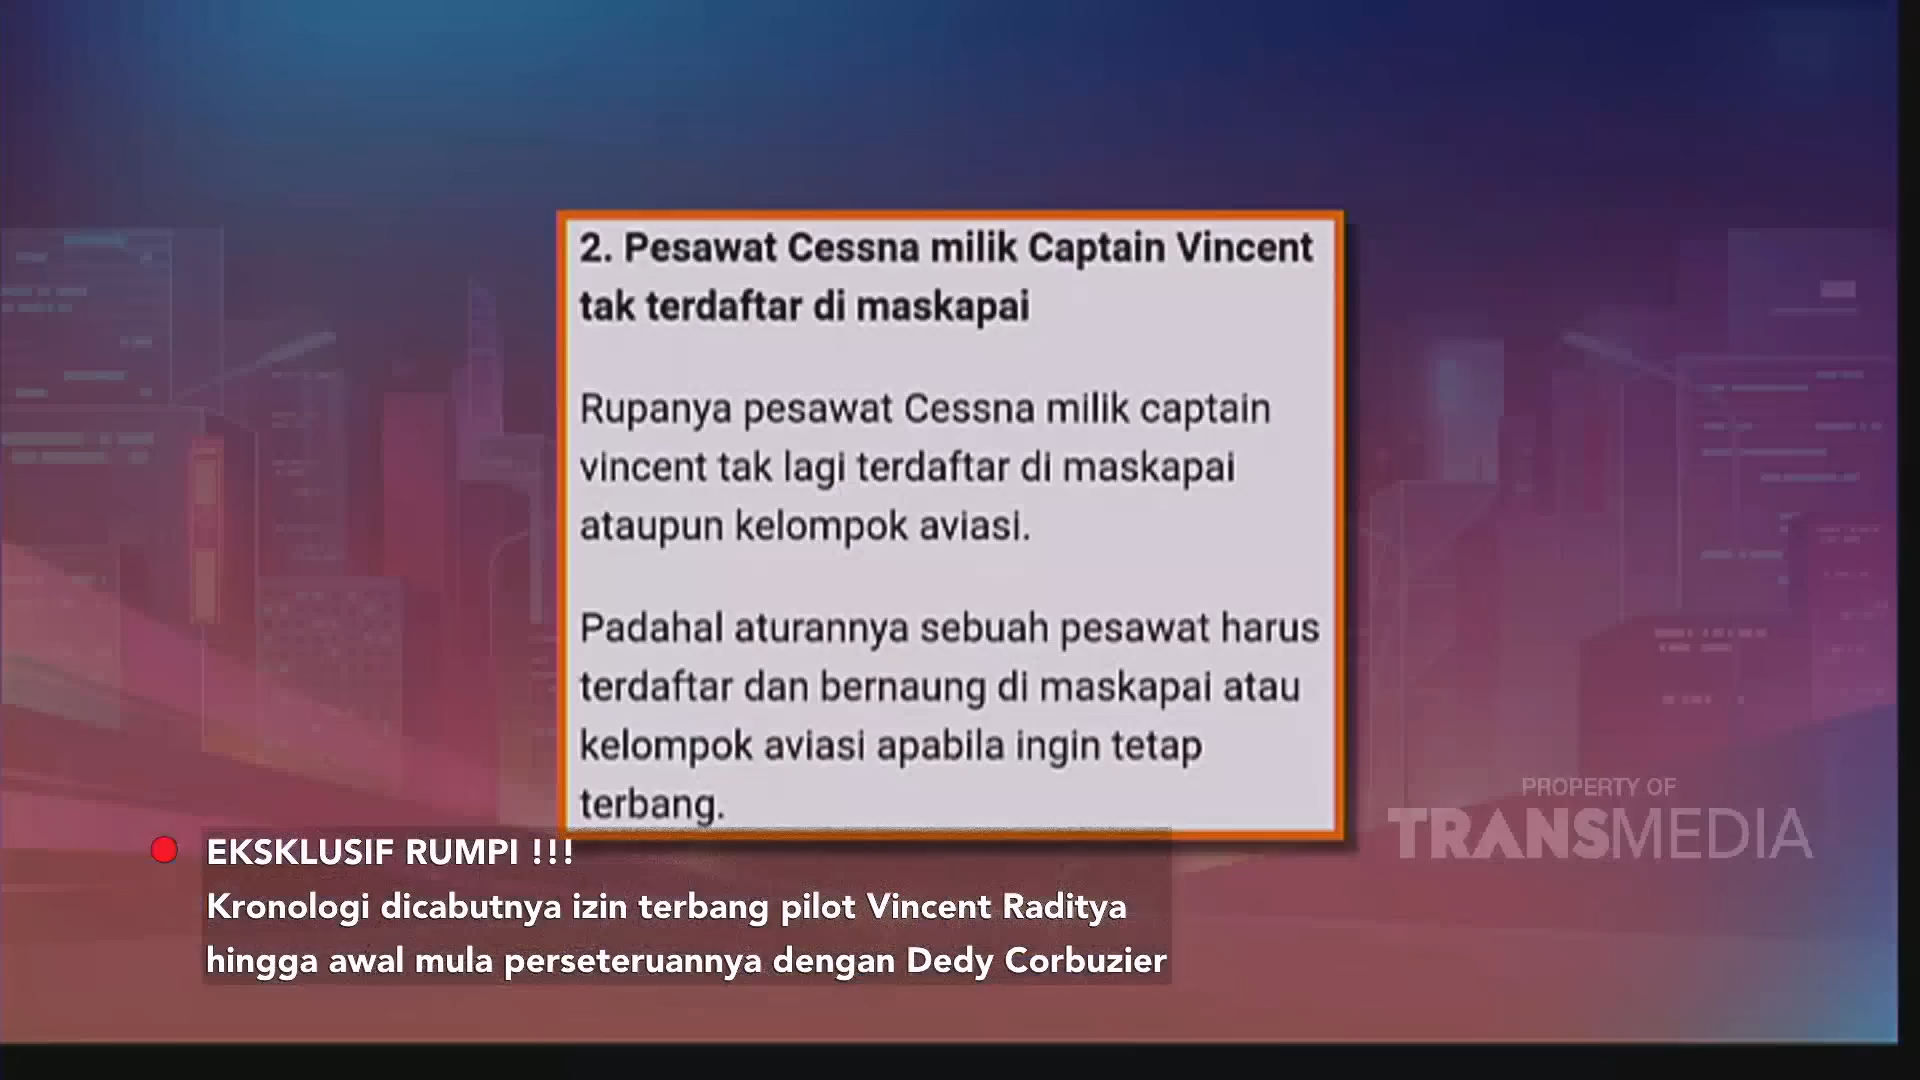 2. Pesawat Cessna milik Captain Vincent
tak terdaftar di maskapai
Rupanya pesawat Cessna milik captain
vincent tak lagi terdaftar di maskapai
ataupun kelompok aviasi.
Padahal aturannya sebuah pesawat harus
terdaftar dan bernaung di maskapai atau
kelompok aviasi apabila ingin tetap
terbang.
PROPERTY OF
TRANSMEDIA
EKSKLUSIF RUMPI !!!
Kronologi dicabutnya izin terbang pilot Vincent Raditya
hingga awal mula perseteruannya dengan Dedy Corbuzier